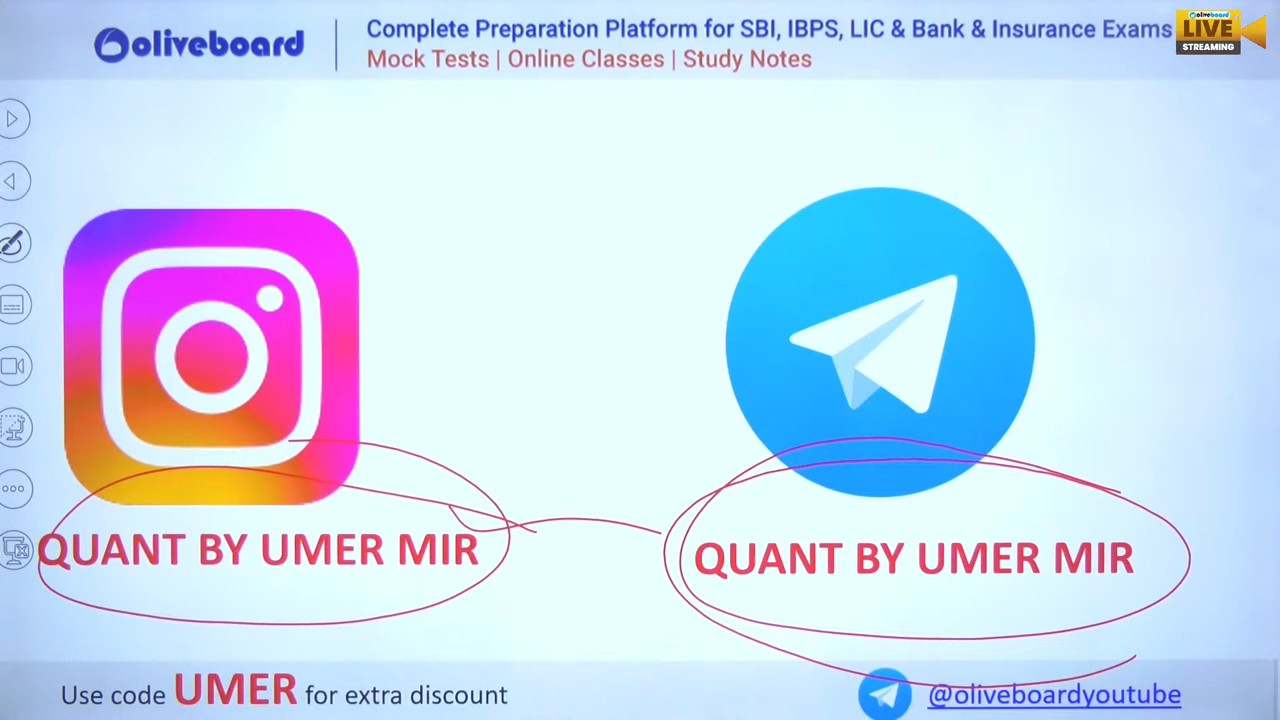 oliveboard
Complete Preparation Platform for SBI, IBPS, LIC & Bank & Insurance Exams
Mock Tests | Online Classes | Study Notes
oliveboard
LIVE
STREAMING
QUANT BY UMER MIR
QUANT BY UMER MIR
Use code UMER for extra discount
@oliveboardyoutube